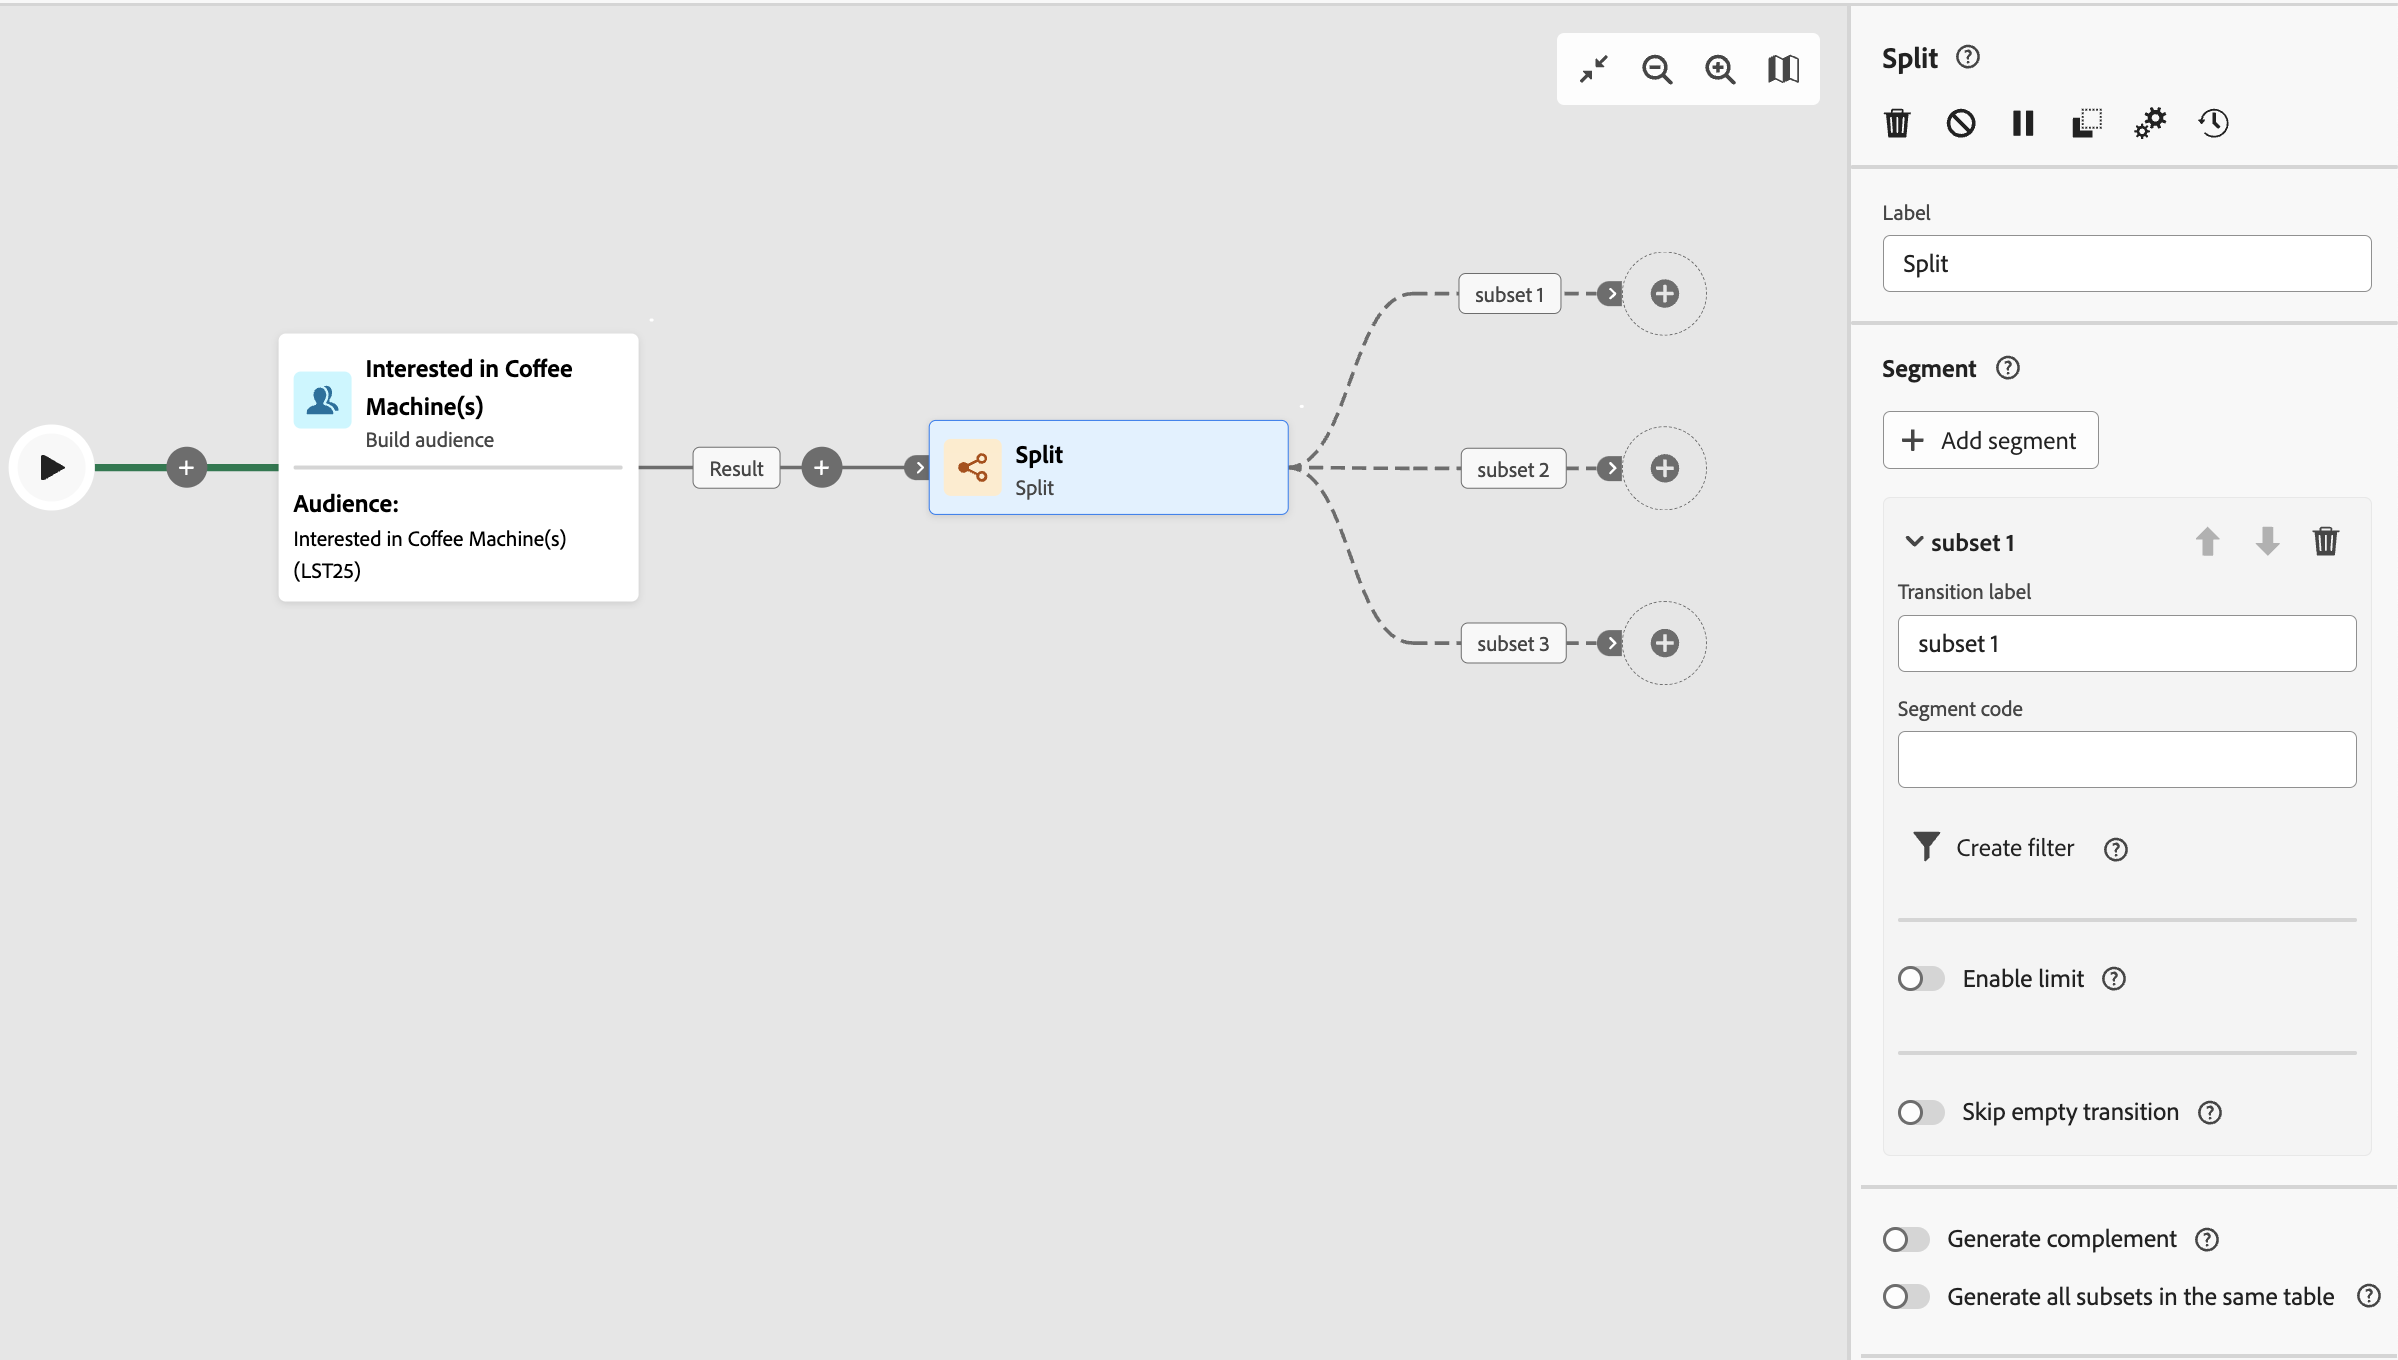 Interested in Coffee
Machine(s)
Build audience
Audience:
Interested in Coffee Machine(s)
(LST25)
Result
Split
Split
subset 1
subset 2
subset 3
Split
Label
Split
Segment
Add segment
subset 1
Transition label
subset 1
Segment code
Create filter
Enable limit
Skip empty transition
Generate complement
Generate all subsets in the same table